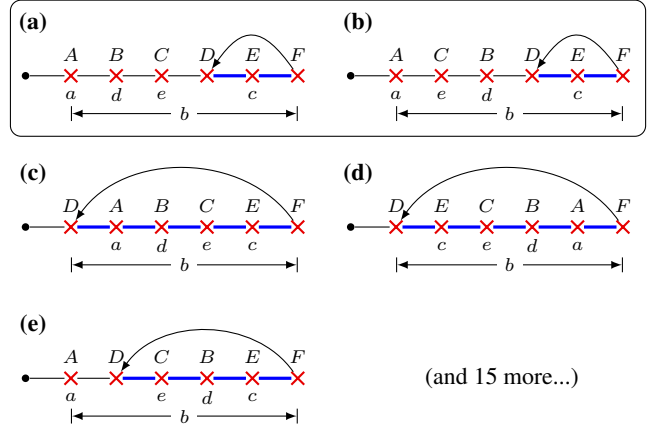 (a) (b)
A B C D E F A C B D E F
a d e c a e d c
b b
(c) (d)
D A B C E F D E C B A F
a d e c c e d a
b b
(e)
A D C B E F
a e d c
(and 15 more...)
b